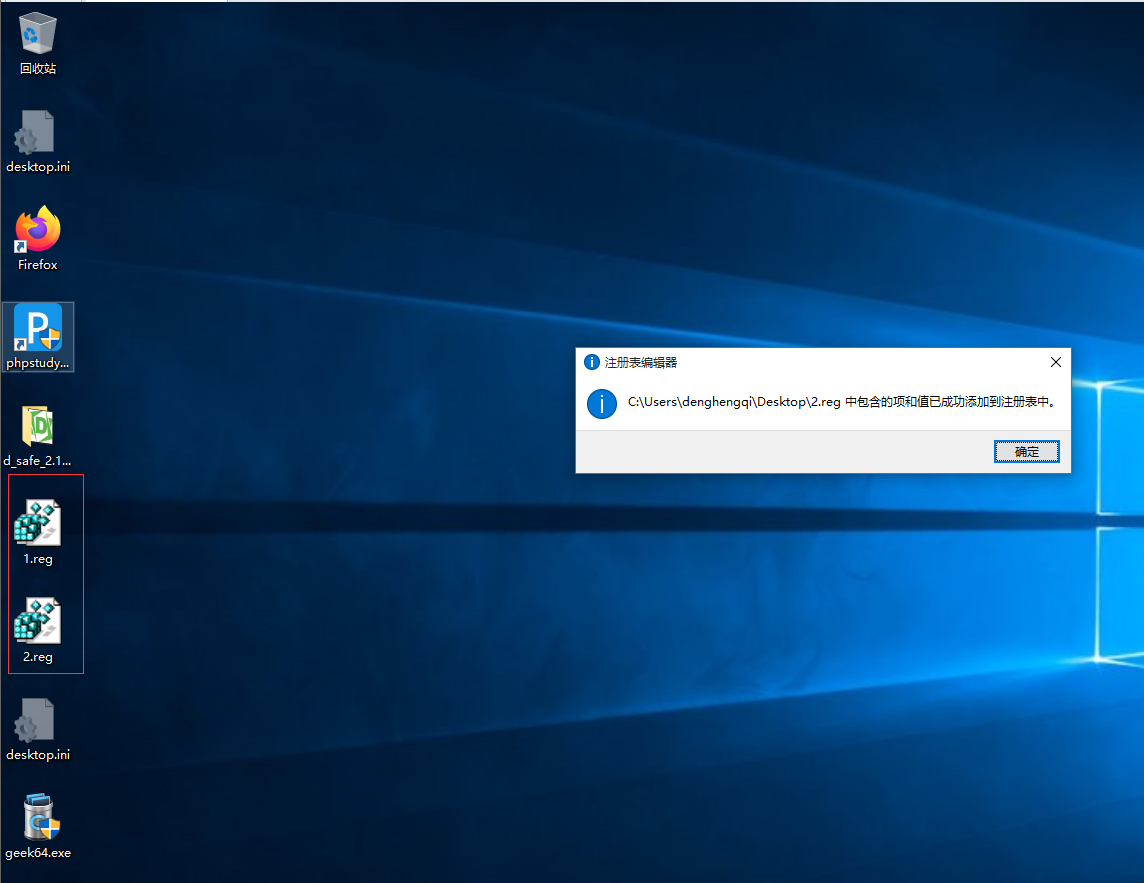 回收站
desktop.ini
Firefox
phpstudy...
d_safe_2.1...
1.reg
2.reg
desktop.ini
geek64.exe
注册表编辑器
C:\Users\denghengqi\Desktop\2.reg 中包含的项和值已成功添加到注册表中。
确定